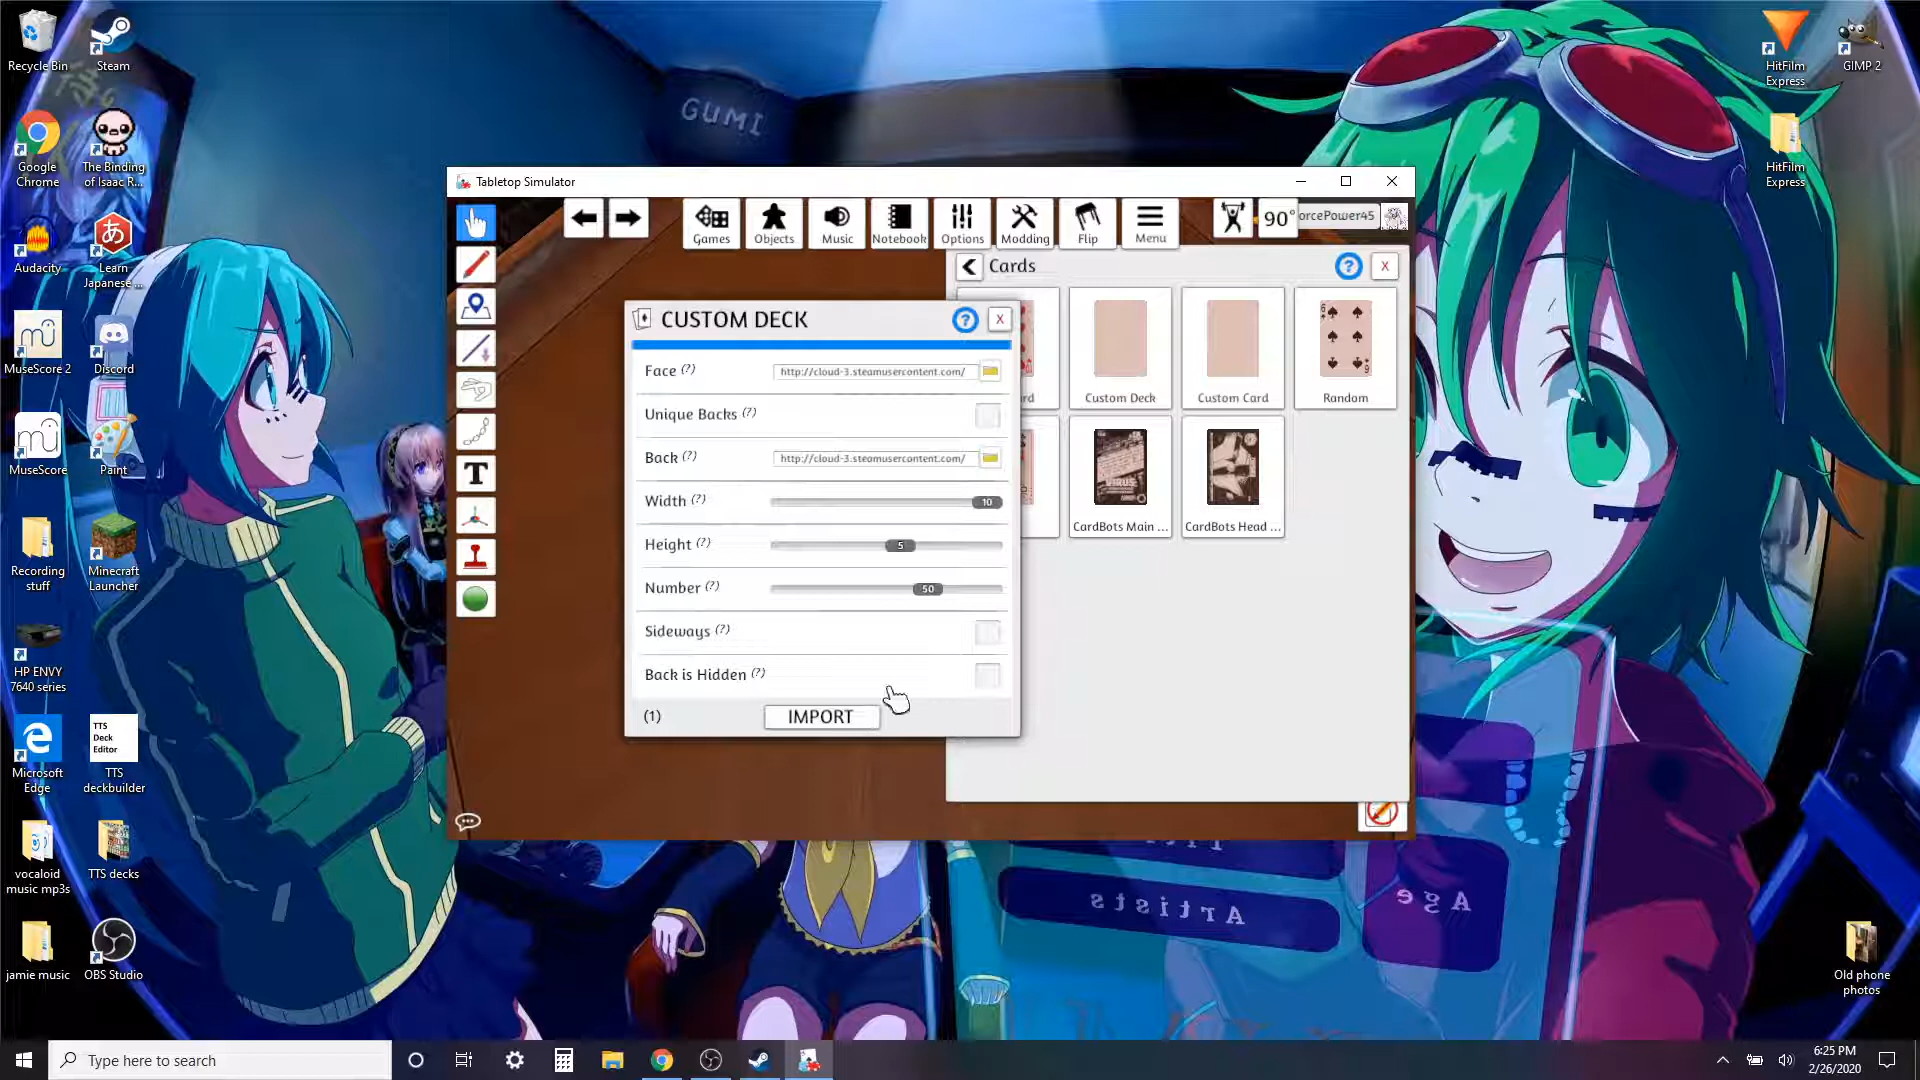 Recycle Bin
Steam
Google
Chrome
The Binding
of Isaac R...
Audacity
Learn
Japanese ...
MuseScore 2
Discord
MuseScore
Paint
Recording
stuff
Minecraft
Launcher
HP ENVY
7640 series
Microsoft
Edge
TTS
Deck
Editor
TTS
deckbuilder
vocaloid
music mp3s
TTS decks
jamie music
OBS Studio
GUMI
HitFilm
Express
GIMP 2
HitFilm
Express
Old phone
photos
Tabletop Simulator
Games
Objects
Music
Notebook
Options
Modding
Flip
Menu
90°
orcePower45
T
Cards
?
X
rd
Custom Deck
Custom Card
Random
CardBots Main ...
CardBots Head ...
VIRUS
CUSTOM DECK
?
X
Face (?)
http://cloud-3.steamusercontent.com/
Unique Backs (?)
Back (?)
http://cloud-3.steamusercontent.com/
Width (?)
10
Height (?)
5
Number (?)
50
Sideways (?)
Back is Hidden (?)
(1)
IMPORT
Artists
Age
Type here to search
6:25 PM
2/26/2020